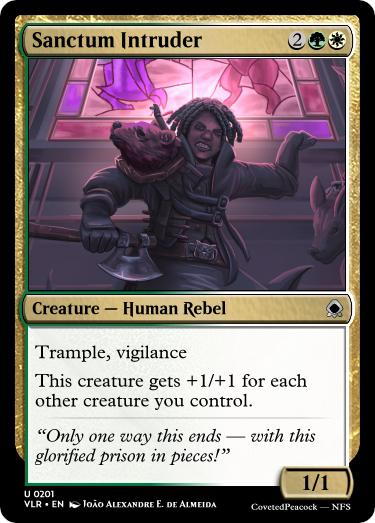 Sanctum Intruder 2
Creature — Human Rebel
Trample, vigilance
This creature gets +1/+1 for each
other creature you control.
“Only one way this ends — with this
glorified prison in pieces!”
1/1
U 0201
VLR • EN João Alexandre E. de Almeida
CovetedPeacock — NFS